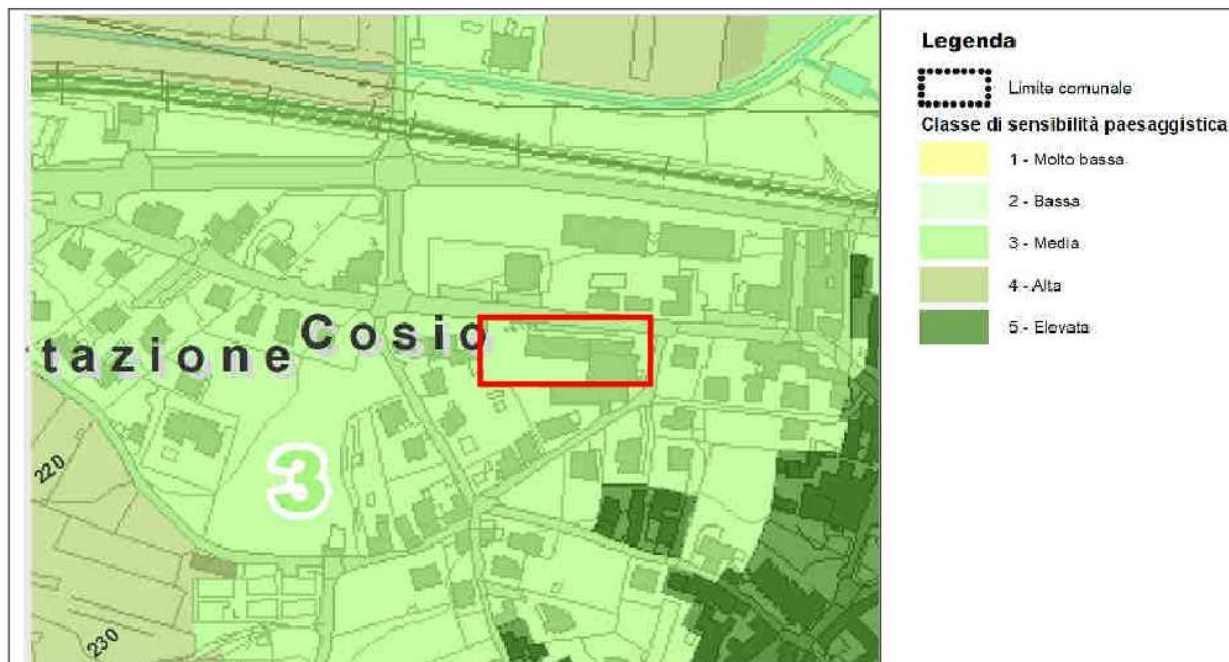 Legenda
Limite comunale
Classe di sensibilità paesaggistica
1 - Molto bassa
2 - Bassa
3 - Media
4 - Alta
5 - Elevata
tazione Cosio
3
220
230